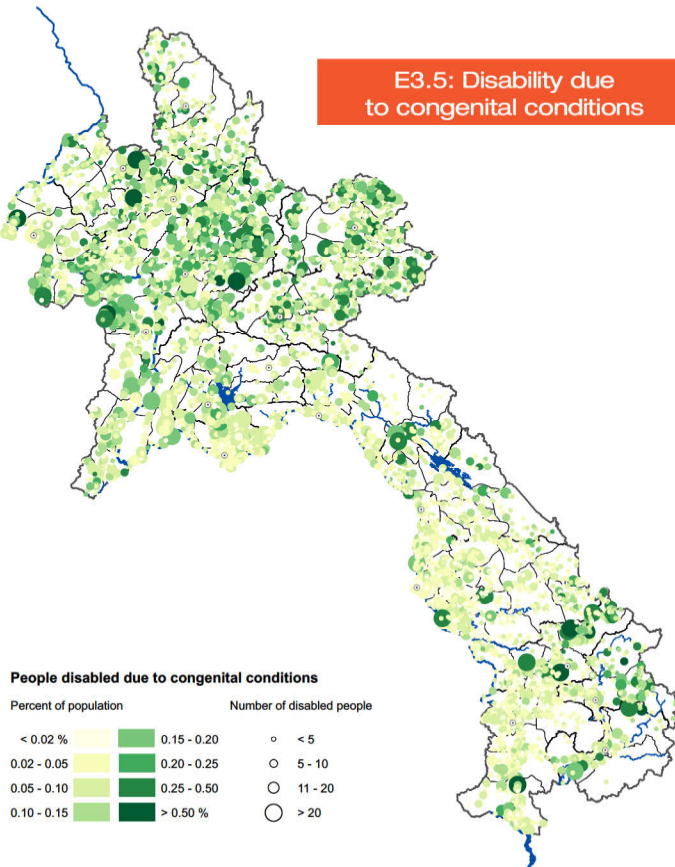 E3.5: Disability due
to congenital conditions
People disabled due to congenital conditions
Percent of population Number of disabled people
< 0.02 % 0.15 - 0.20 < 5
0.02 - 0.05 0.20 - 0.25 5 - 10
0.05 - 0.10 0.25 - 0.50 11 - 20
0.10 - 0.15 > 0.50 % > 20